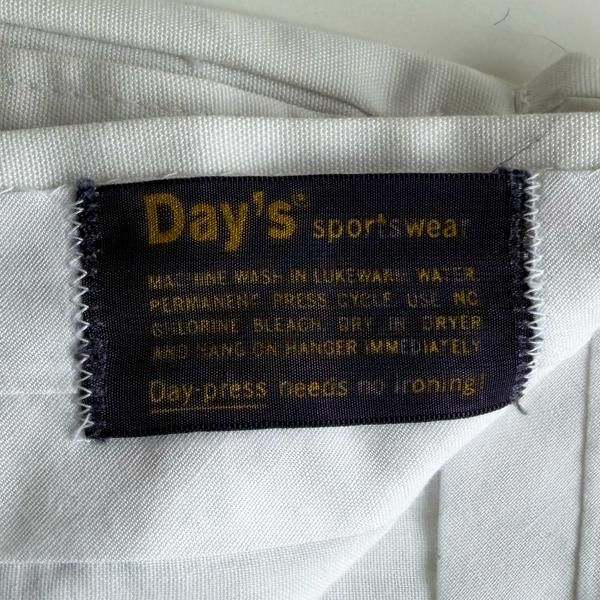 Day's® sportswear
MACHINE WASH IN LUKEWARM WATER.
PERMANENT PRESS CYCLE. USE NO
CHLORINE BLEACH. DRY IN DRYER
AND HANG ON HANGER IMMEDIATELY
Day-press needs no ironing!